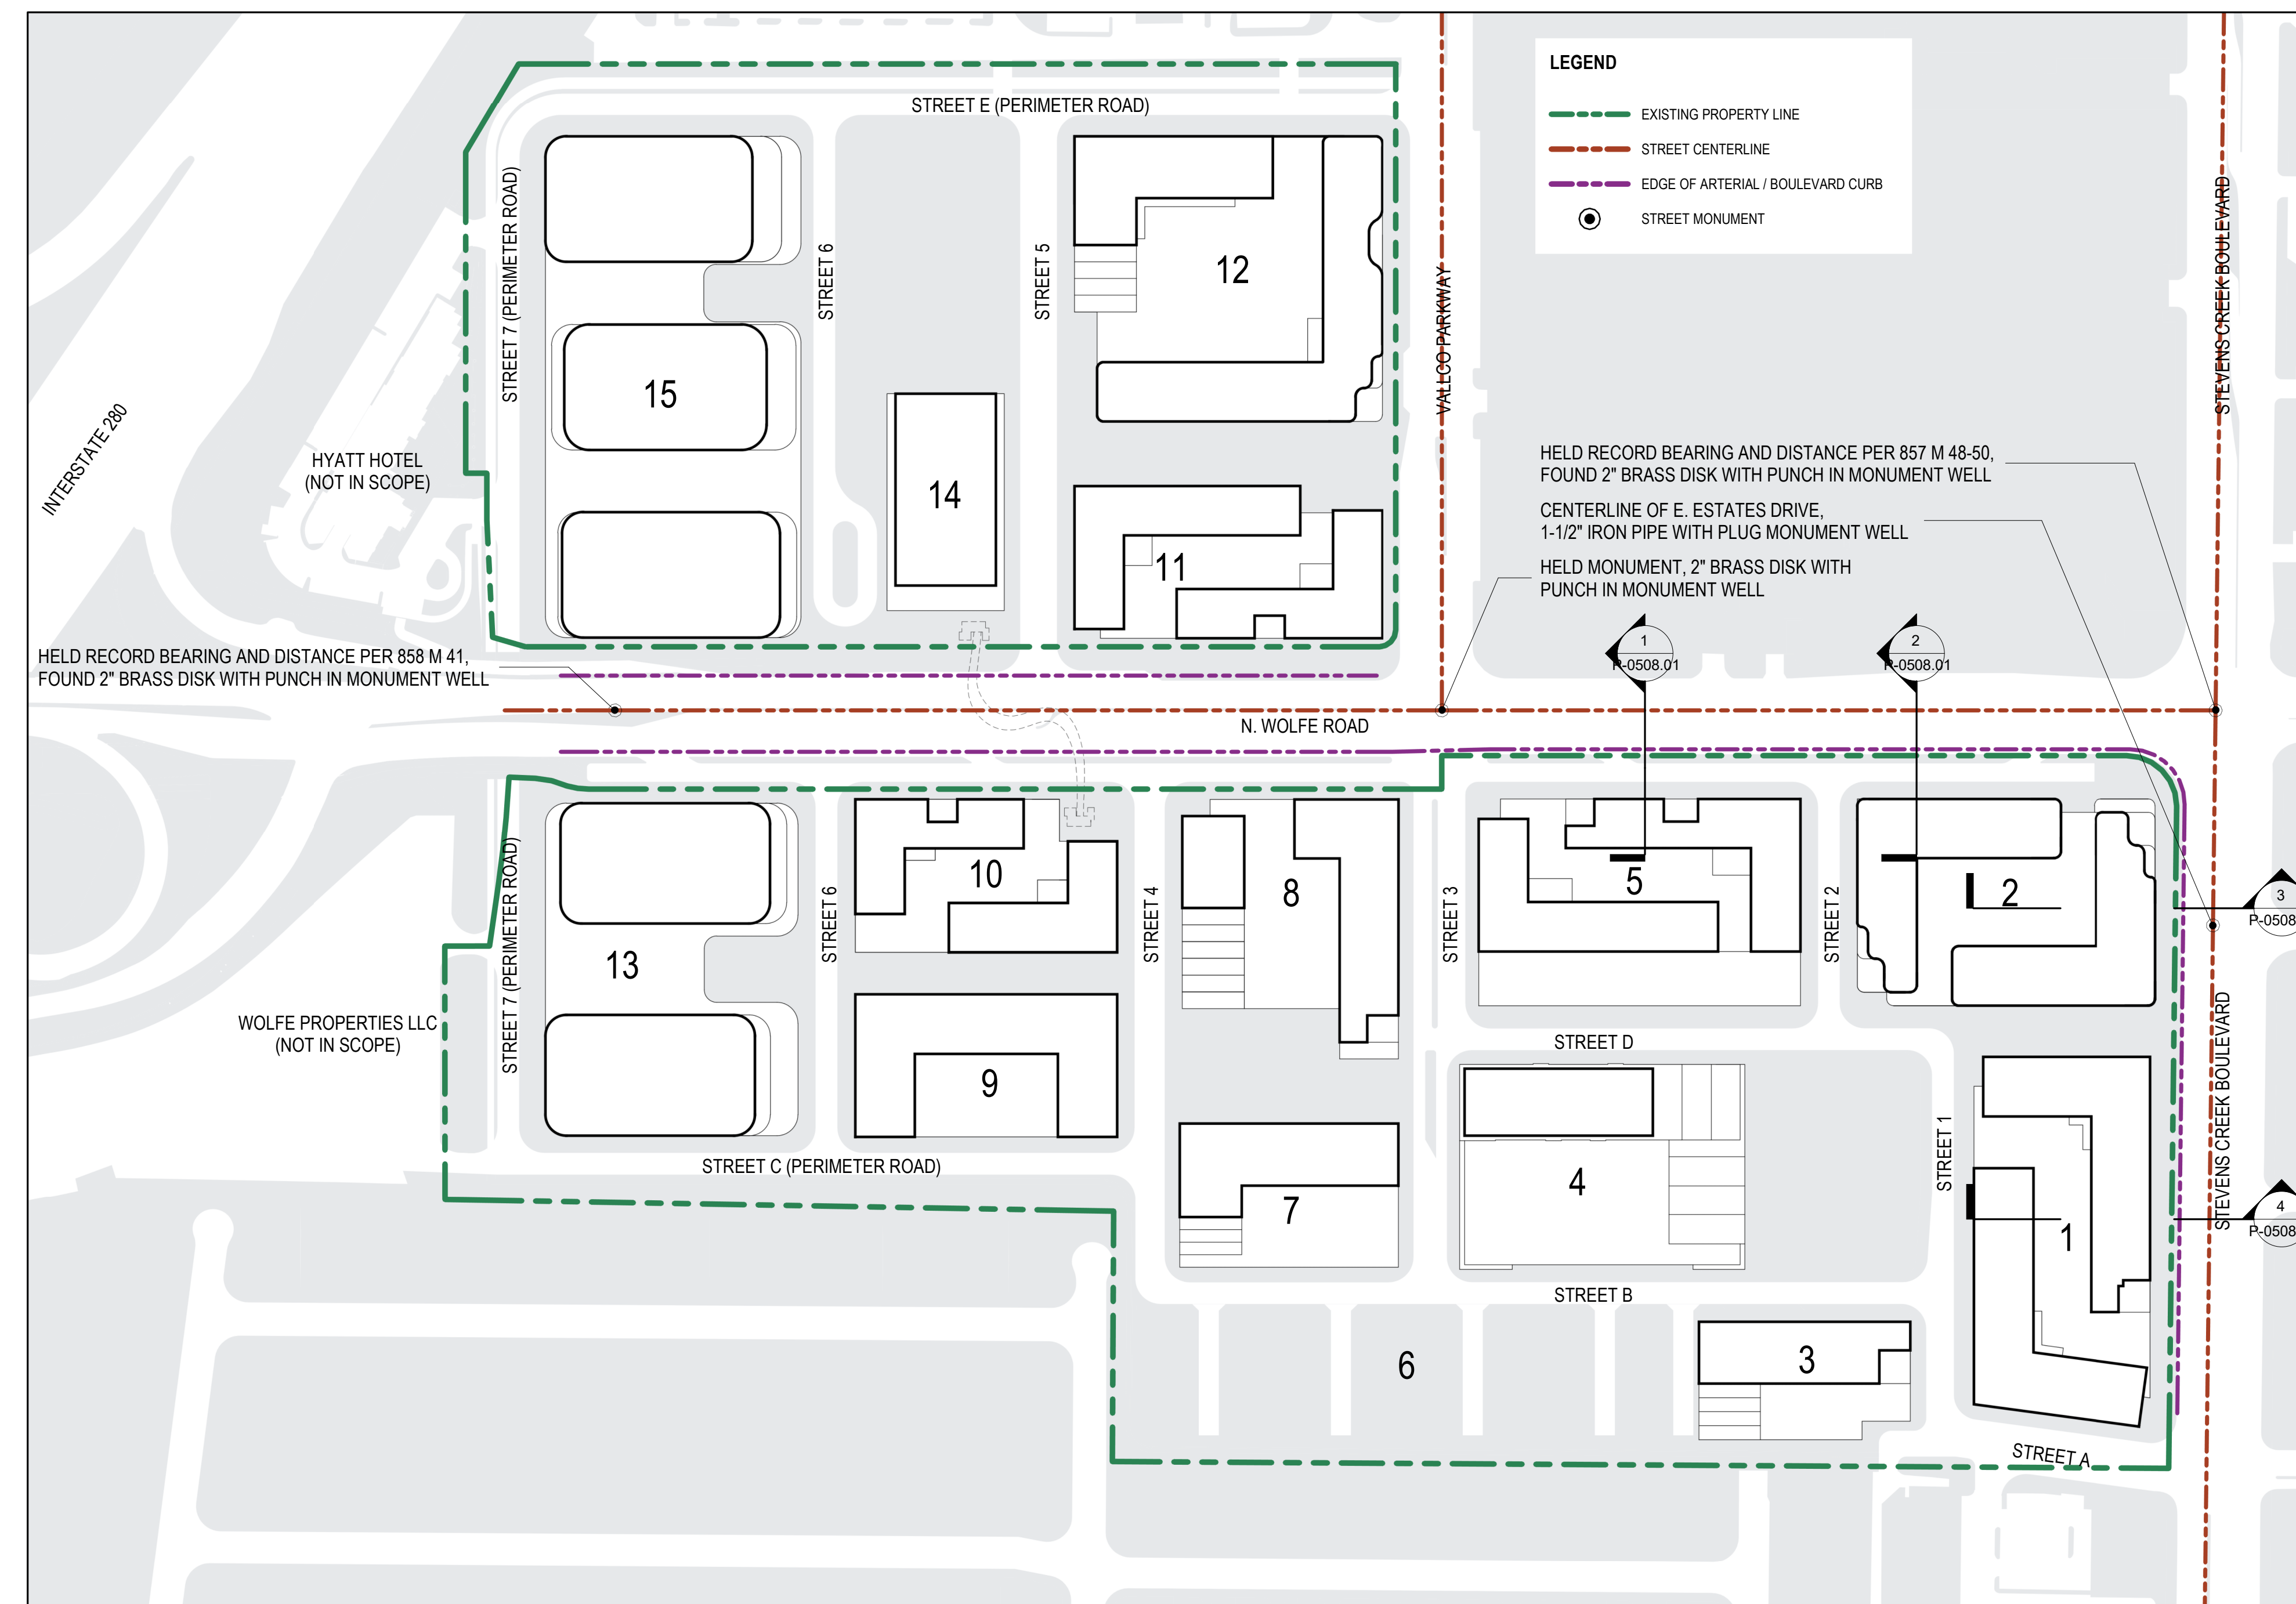 LEGEND
EXISTING PROPERTY LINE
STREET CENTERLINE
EDGE OF ARTERIAL / BOULEVARD CURB
STREET MONUMENT
STREET E (PERIMETER ROAD)
STREET 7 (PERIMETER ROAD)
STREET 6
STREET 5
VALLCO PARKWAY
STEVENS CREEK BOULEVARD
12
15
14
11
INTERSTATE 280
HYATT HOTEL
(NOT IN SCOPE)
HELD RECORD BEARING AND DISTANCE PER 857 M 48-50,
FOUND 2" BRASS DISK WITH PUNCH IN MONUMENT WELL
CENTERLINE OF E. ESTATES DRIVE,
1-1/2" IRON PIPE WITH PLUG MONUMENT WELL
HELD MONUMENT, 2" BRASS DISK WITH
PUNCH IN MONUMENT WELL
1
P-0508.01
2
P-0508.01
HELD RECORD BEARING AND DISTANCE PER 858 M 41,
FOUND 2" BRASS DISK WITH PUNCH IN MONUMENT WELL
N. WOLFE ROAD
STREET 7 (PERIMETER ROAD)
STREET 6
STREET 4
STREET 3
STREET 2
10
8
5
2
3
P-0508
13
WOLFE PROPERTIES LLC
(NOT IN SCOPE)
9
STREET D
STREET 1
STEVENS CREEK BOULEVARD
STREET C (PERIMETER ROAD)
7
4
1
4
P-0508
STREET B
6
3
STREET A